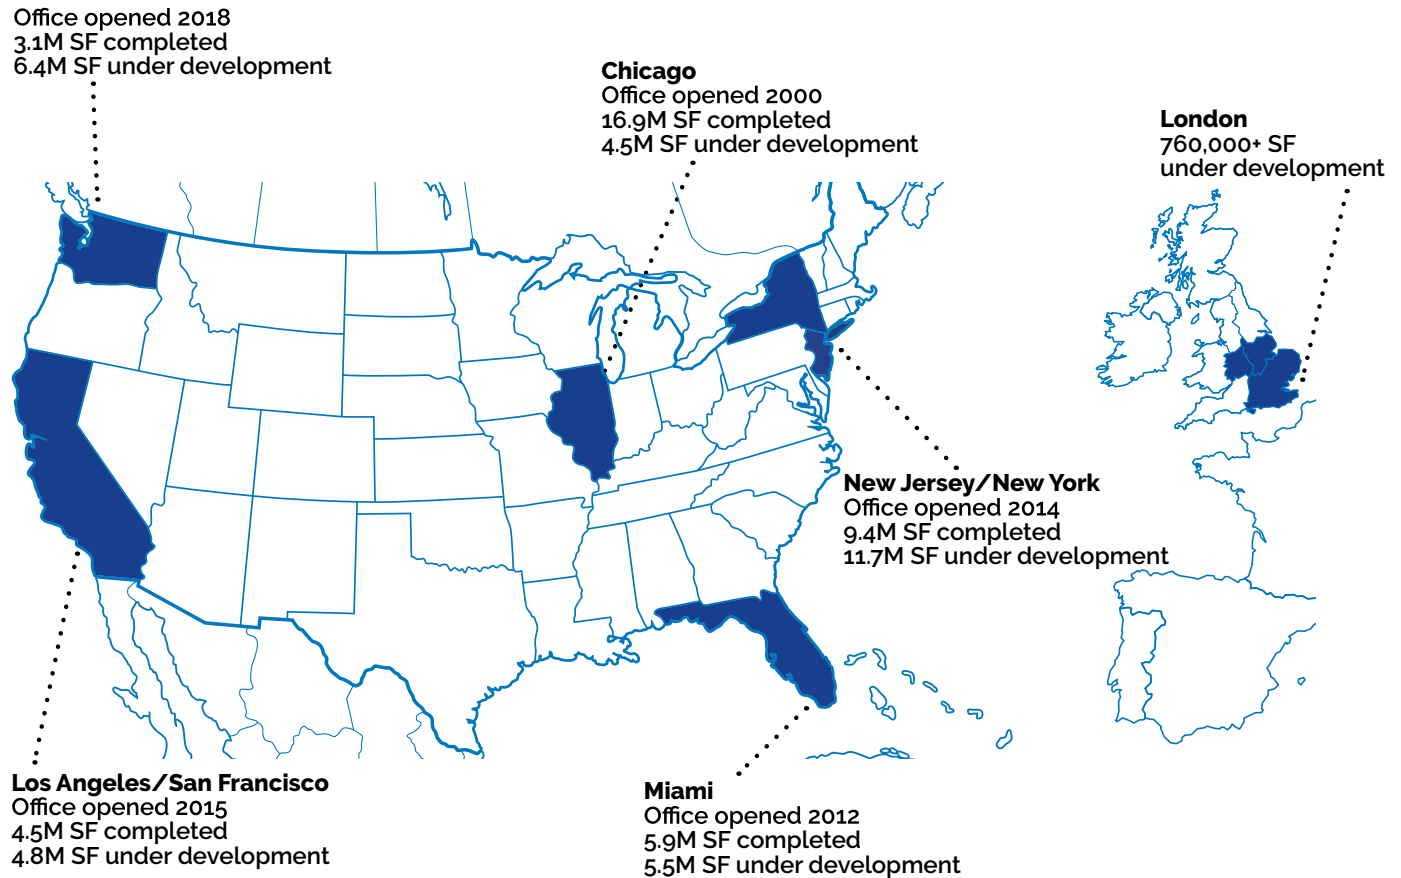 Office opened 2018
3.1M SF completed
6.4M SF under development
Chicago
Office opened 2000
16.9M SF completed
4.5M SF under development
London
760,000+ SF
under development
New Jersey/New York
Office opened 2014
9.4M SF completed
11.7M SF under development
Los Angeles/San Francisco
Office opened 2015
4.5M SF completed
4.8M SF under development
Miami
Office opened 2012
5.9M SF completed
5.5M SF under development